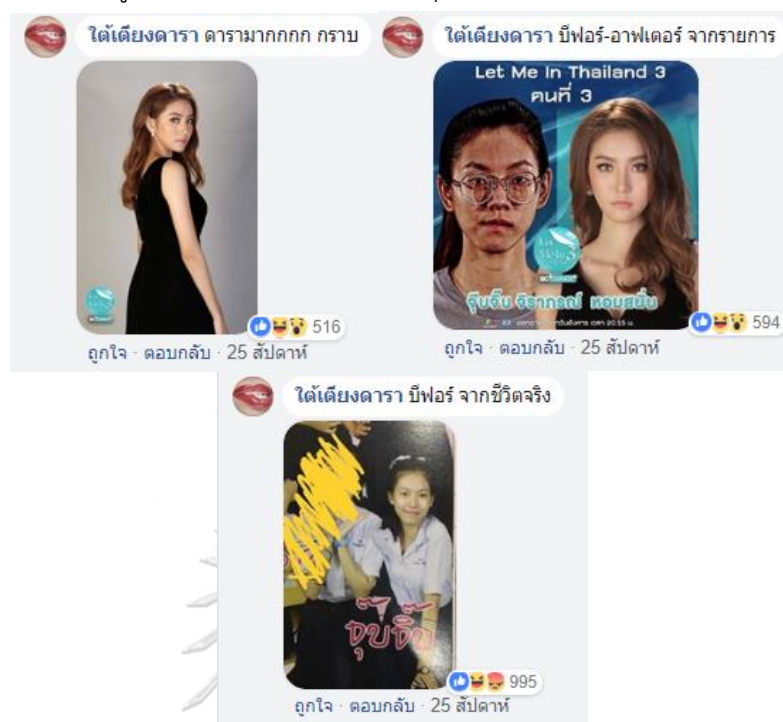 ใต้เตียงดารา ดารามากกกก กราบ
516
ถูกใจ · ตอบกลับ · 25 สัปดาห์
ใต้เตียงดารา บีฟอร์-อาฟเตอร์ จากรายการ
Let Me In Thailand 3
คนที่ 3
จุ๊บจิ๊บ จิราภรณ์ หอมสนั่น
594
ถูกใจ · ตอบกลับ · 25 สัปดาห์
ใต้เตียงดารา บีฟอร์ จากชีวิตจริง
จุ๊บจิ๊บ
995
ถูกใจ · ตอบกลับ · 25 สัปดาห์